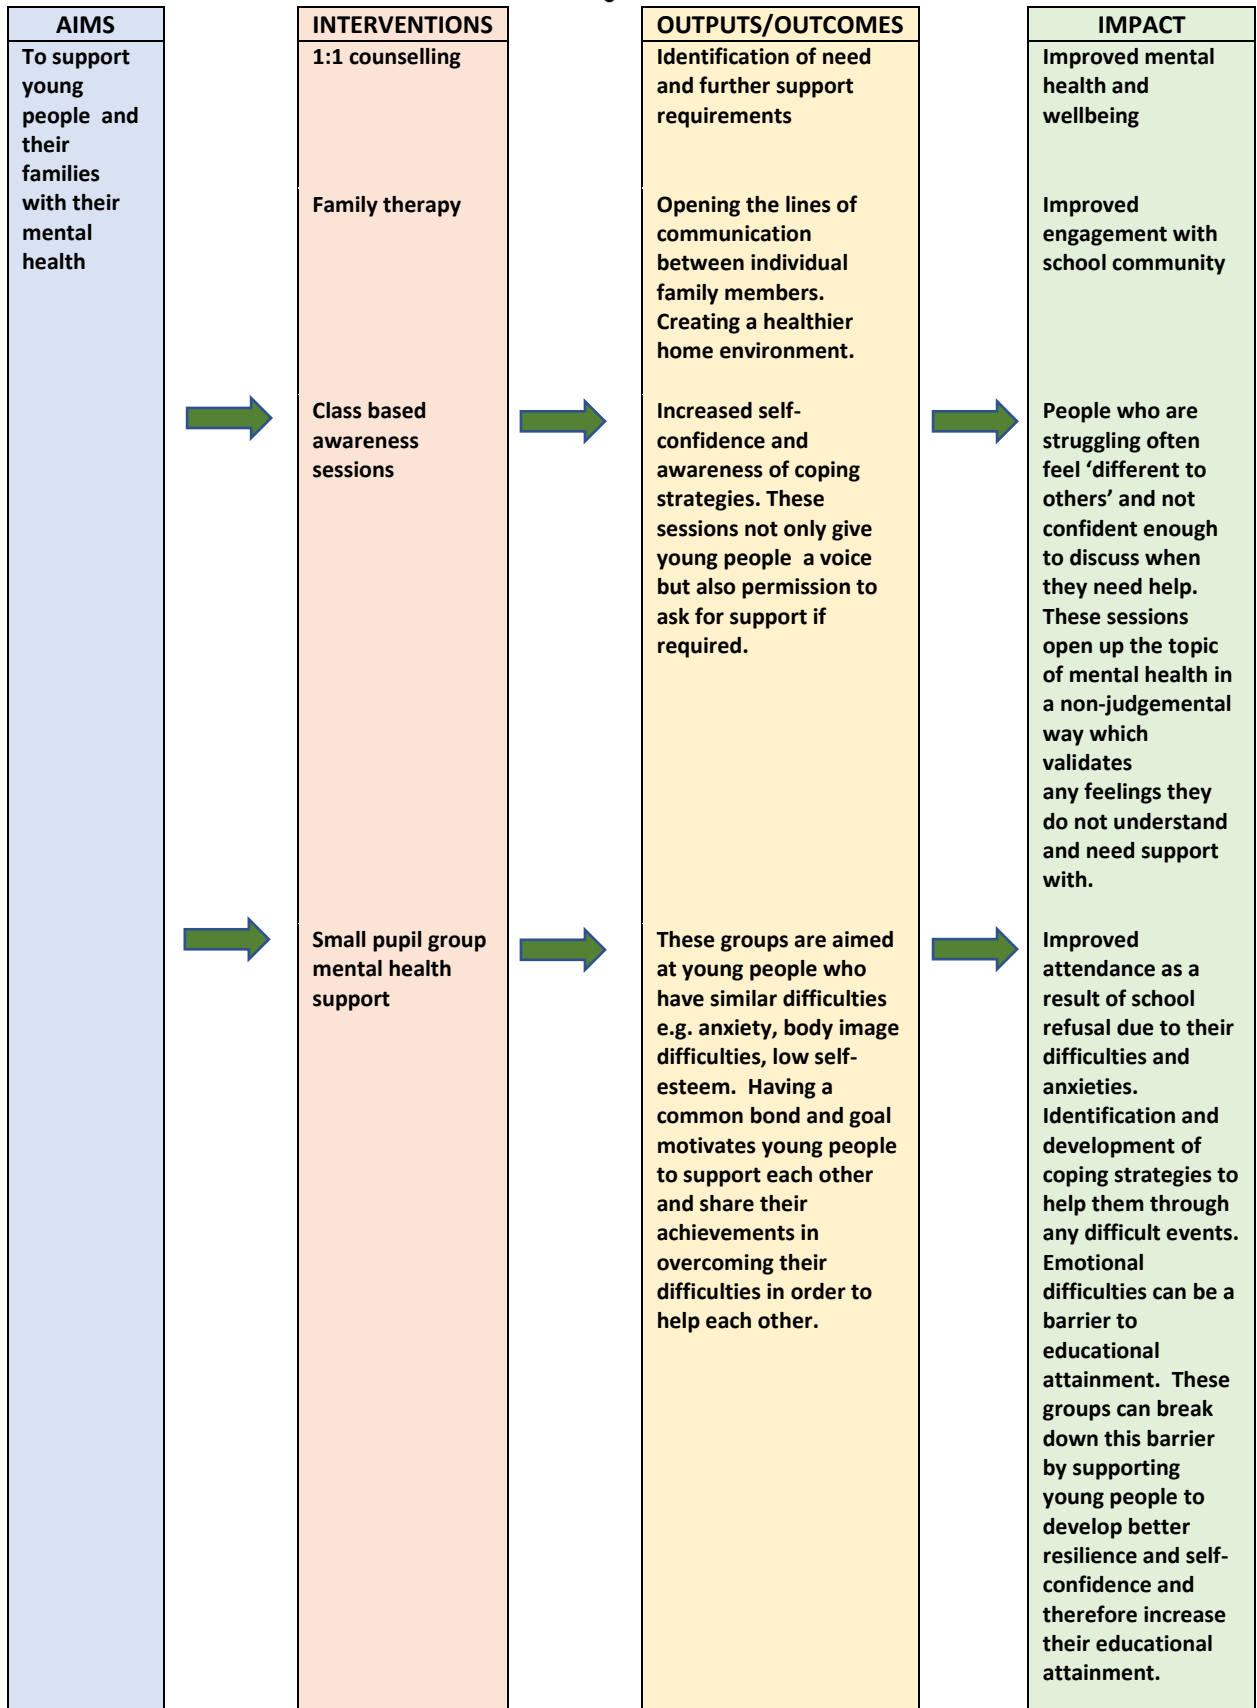 AIMS
To support
young
people  and
their
families
with their
mental
health
INTERVENTIONS
1:1 counselling
Family therapy
Class based
awareness
sessions
Small pupil group
mental health
support
OUTPUTS/OUTCOMES
Identification of need
and further support
requirements
Opening the lines of
communication
between individual
family members.
Creating a healthier
home environment.
Increased self-
confidence and
awareness of coping
strategies. These
sessions not only give
young people  a voice
but also permission to
ask for support if
required.
These groups are aimed
at young people who
have similar difficulties
e.g. anxiety, body image
difficulties, low self-
esteem.  Having a
common bond and goal
motivates young people
to support each other
and share their
achievements in
overcoming their
difficulties in order to
help each other.
IMPACT
Improved mental
health and
wellbeing
Improved
engagement with
school community
People who are
struggling often
feel ‘different to
others’ and not
confident enough
to discuss when
they need help.
These sessions
open up the topic
of mental health in
a non-judgemental
way which
validates
any feelings they
do not understand
and need support
with.
Improved
attendance as a
result of school
refusal due to their
difficulties and
anxieties.
Identification and
development of
coping strategies to
help them through
any difficult events.
Emotional
difficulties can be a
barrier to
educational
attainment.  These
groups can break
down this barrier
by supporting
young people to
develop better
resilience and self-
confidence and
therefore increase
their educational
attainment.